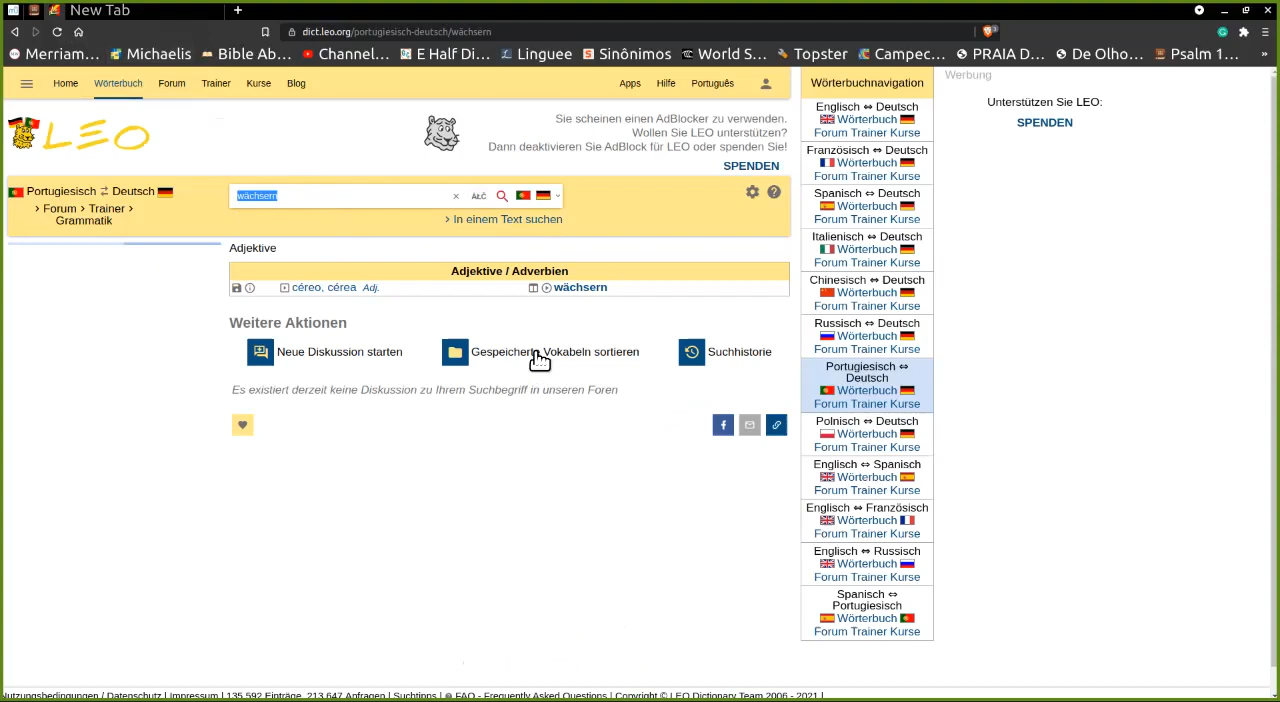 New Tab
+
dict.leo.org/portugiesisch-deutsch/wächsern
Merriam... Michaelis Bible Ab... Channel... E Half Di... Linguee Sinônimos World S... Topster Campec... PRAIA D... De Olho... Psalm 1... »
Home Wörterbuch Forum Trainer Kurse Blog Apps Hilfe Português
LEO
Sie scheinen einen AdBlocker zu verwenden.
Wollen Sie LEO unterstützen?
Dann deaktivieren Sie AdBlock für LEO oder spenden Sie!
SPENDEN
Portugiesisch ⇄ Deutsch
› Forum › Trainer ›
Grammatik
wächsern × ÄŁĈ
› In einem Text suchen
Adjektive
Adjektive / Adverbien
céreo, cérea Adj. wächsern
Weitere Aktionen
Neue Diskussion starten Gespeicherte Vokabeln sortieren Suchhistorie
Es existiert derzeit keine Diskussion zu Ihrem Suchbegriff in unseren Foren
Wörterbuchnavigation
Englisch ⇔ Deutsch
Wörterbuch
Forum Trainer Kurse
Französisch ⇔ Deutsch
Wörterbuch
Forum Trainer Kurse
Spanisch ⇔ Deutsch
Wörterbuch
Forum Trainer Kurse
Italienisch ⇔ Deutsch
Wörterbuch
Forum Trainer Kurse
Chinesisch ⇔ Deutsch
Wörterbuch
Forum Trainer Kurse
Russisch ⇔ Deutsch
Wörterbuch
Forum Trainer Kurse
Portugiesisch ⇔
Deutsch
Wörterbuch
Forum Trainer Kurse
Polnisch ⇔ Deutsch
Wörterbuch
Forum Trainer Kurse
Englisch ⇔ Spanisch
Wörterbuch
Forum Trainer Kurse
Englisch ⇔ Französisch
Wörterbuch
Forum Trainer Kurse
Englisch ⇔ Russisch
Wörterbuch
Forum Trainer Kurse
Spanisch ⇔
Portugiesisch
Wörterbuch
Forum Trainer Kurse
Werbung
Unterstützen Sie LEO:
SPENDEN
Nutzungsbedingungen / Datenschutz | Impressum | 135 592 Einträge, 213 647 Anfragen | Suchtipps | @ FAQ - Frequently Asked Questions | Copyright © LEO Dictionary Team 2006 - 2021 |